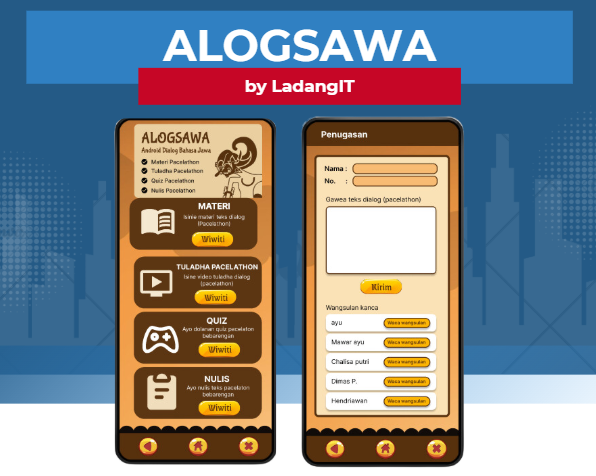 ALOGSAWA
by LadangIT
ALOGSAWA
Android Dialog Bahasa Jawa
Materi Pacelathon
Tuladha Pacelathon
Quiz Pacelathon
Nulis Pacelathon
MATERI
Isinie materi teks dialog
(Pacelathon)
Wiwiti
TULADHA PACELATHON
Isine video tuladha dialog
(pacelathon)
Wiwiti
QUIZ
Ayo dolanan quiz pacelaton
bebarengan
Wiwiti
NULIS
Ayo nulis teks pacelaton
bebarengan
Wiwiti
Penugasan
Nama :
No. :
Gawea teks dialog (pacelathon)
Kirim
Wangsulan kanca
ayu
Waca wangsulan
Mawar ayu
Waca wangsulan
Chalisa putri
Waca wangsulan
Dimas P.
Waca wangsulan
Hendriawan
Waca wangsulan